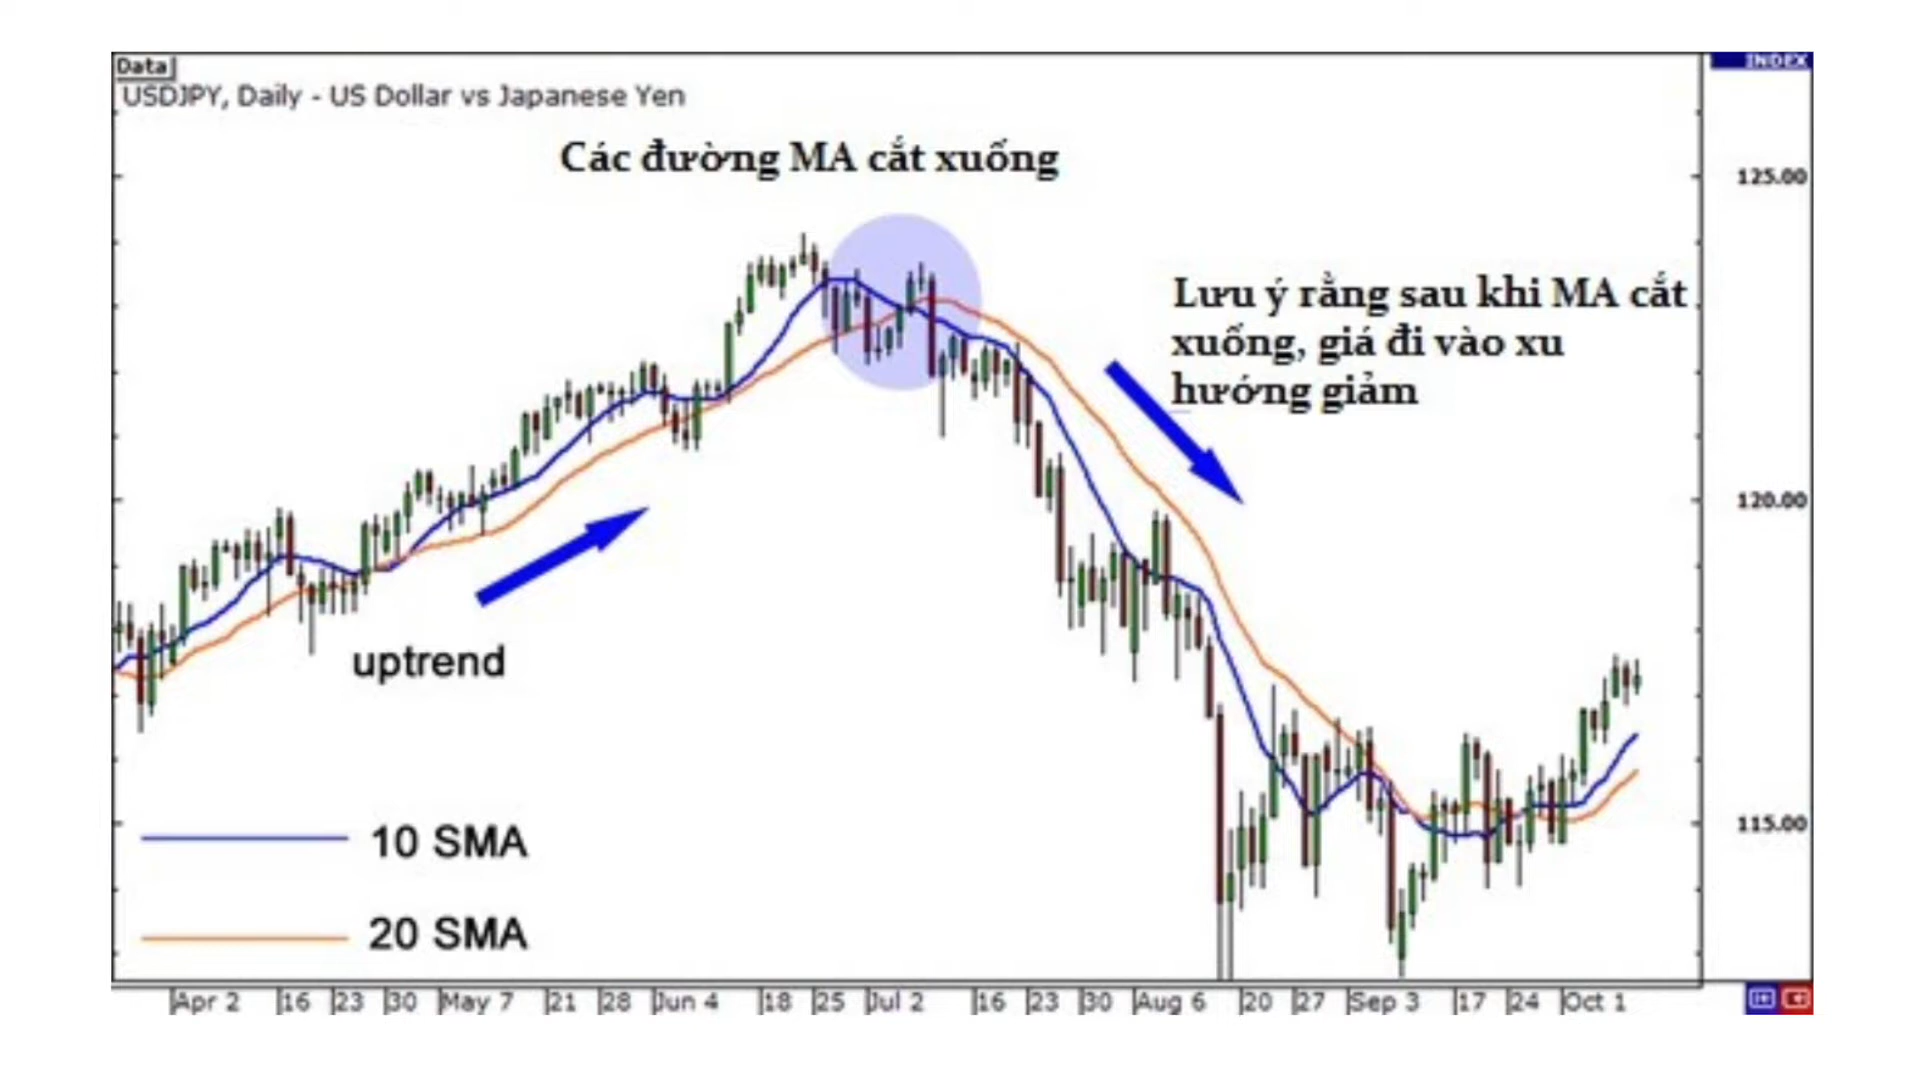 INDEX
Data
USDJPY, Daily - US Dollar vs Japanese Yen
Các đường MA cắt xuống
125.00
Lưu ý rằng sau khi MA cắt
xuống, giá đi vào xu
hướng giảm
120.00
uptrend
10 SMA
115.00
20 SMA
Apr 2 16 23 30 May 7 21 28 Jun 4 18 25 Jul 2 16 23 30 Aug 6 20 27 Sep 3 17 24 Oct 1